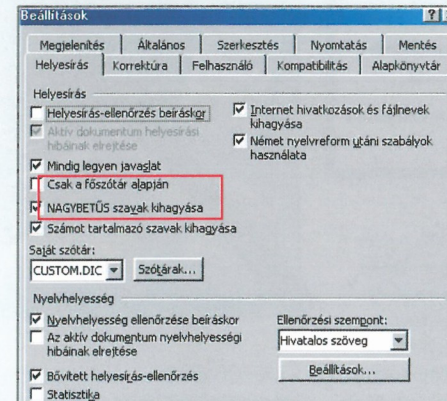 Beállítások
Megjelenítés Általános Szerkesztés Nyomtatás Mentés
Helyesírás Korrektúra Felhasználó Kompatibilitás Alapkönyvtár
Helyesírás
Helyesírás-ellenőrzés beíráskor
Aktív dokumentum helyesírási
hibáinak elrejtése
Mindig legyen javaslat
Csak a főszótár alapján
NAGYBETŰS szavak kihagyása
Számot tartalmazó szavak kihagyása
Internet hivatkozások és fájlnevek
kihagyása
Német nyelvreform utáni szabályok
használata
Saját szótár:
CUSTOM.DIC Szótárak...
Nyelvhelyesség
Nyelvhelyesség ellenőrzése beíráskor
Az aktív dokumentum nyelvhelyességi
hibáinak elrejtése
Bővített helyesírás-ellenőrzés
Statisztika
Ellenőrzési szempont:
Hivatalos szöveg
Beállítások...